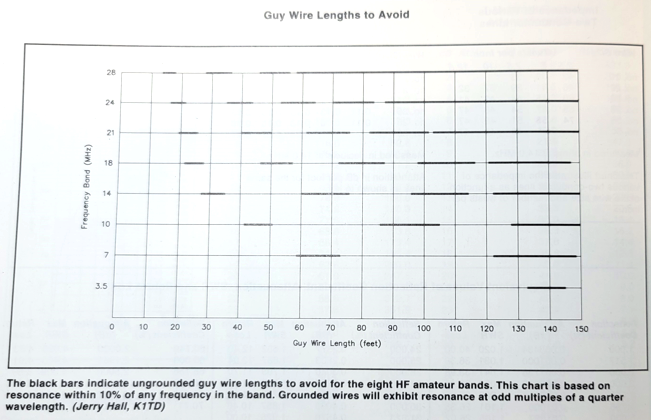 Guy Wire Lengths to Avoid
28
24
21
18
14
10
7
3.5
Frequency Band (MHz)
0 10 20 30 40 50 60 70 80 90 100 110 120 130 140 150
Guy Wire Length (feet)
The black bars indicate ungrounded guy wire lengths to avoid for the eight HF amateur bands. This chart is based on
resonance within 10% of any frequency in the band. Grounded wires will exhibit resonance at odd multiples of a quarter
wavelength. (Jerry Hall, K1TD)